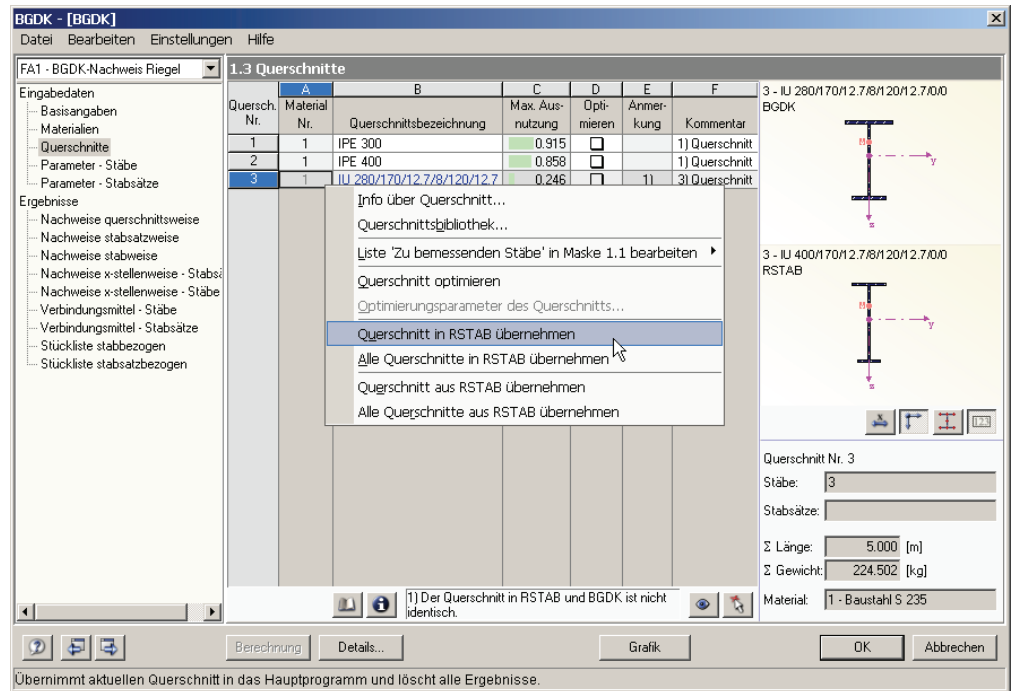 BGDK - [BGDK]
Datei Bearbeiten Einstellungen Hilfe
FA1 - BGDK-Nachweis Riegel
Eingabedaten
Basisangaben
Materialien
Querschnitte
Parameter - Stäbe
Parameter - Stabsätze
Ergebnisse
Nachweise querschnittsweise
Nachweise stabsatzweise
Nachweise stabweise
Nachweise x-stellenweise - Stabsä
Nachweise x-stellenweise - Stäbe
Verbindungsmittel - Stäbe
Verbindungsmittel - Stabsätze
Stückliste stabbezogen
Stückliste stabsatzbezogen
1.3 Querschnitte
A B C D E F
Quersch. Material Max. Aus- Opti- Anmer-
Nr. Nr. Querschnittsbezeichnung nutzung mieren kung Kommentar
1 1 IPE 300 0.915 1) Querschnitt
2 1 IPE 400 0.858 1) Querschnitt
3 1 IU 280/170/12.7/8/120/12.7 0.246 1) 3) Querschnitt
Info über Querschnitt...
Querschnittsbibliothek...
Liste 'Zu bemessenden Stäbe' in Maske 1.1 bearbeiten
Querschnitt optimieren
Optimierungsparameter des Querschnitts...
Querschnitt in RSTAB übernehmen
Alle Querschnitte in RSTAB übernehmen
Querschnitt aus RSTAB übernehmen
Alle Querschnitte aus RSTAB übernehmen
1) Der Querschnitt in RSTAB und BGDK ist nicht
identisch.
3 - IU 280/170/12.7/8/120/12.7/0/0
BGDK
M
y
z
3 - IU 400/170/12.7/8/120/12.7/0/0
RSTAB
M
y
z
123
Querschnitt Nr. 3
Stäbe: 3
Stabsätze:
Σ Länge: 5.000 [m]
Σ Gewicht: 224.502 [kg]
Material: 1 - Baustahl S 235
Berechnung Details... Grafik OK Abbrechen
Übernimmt aktuellen Querschnitt in das Hauptprogramm und löscht alle Ergebnisse.